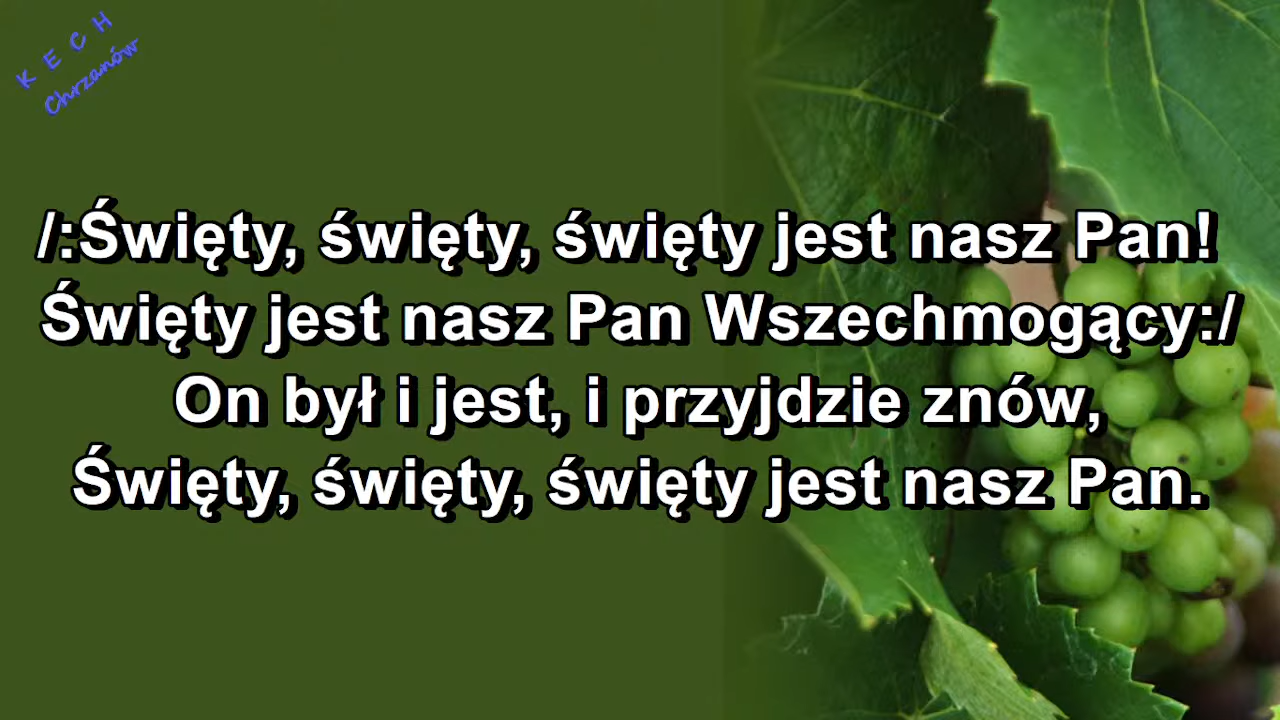 K E C H
Chrzanów
/:Święty, święty, święty jest nasz Pan!
Święty jest nasz Pan Wszechmogący:/
On był i jest, i przyjdzie znów,
Święty, święty, święty jest nasz Pan.